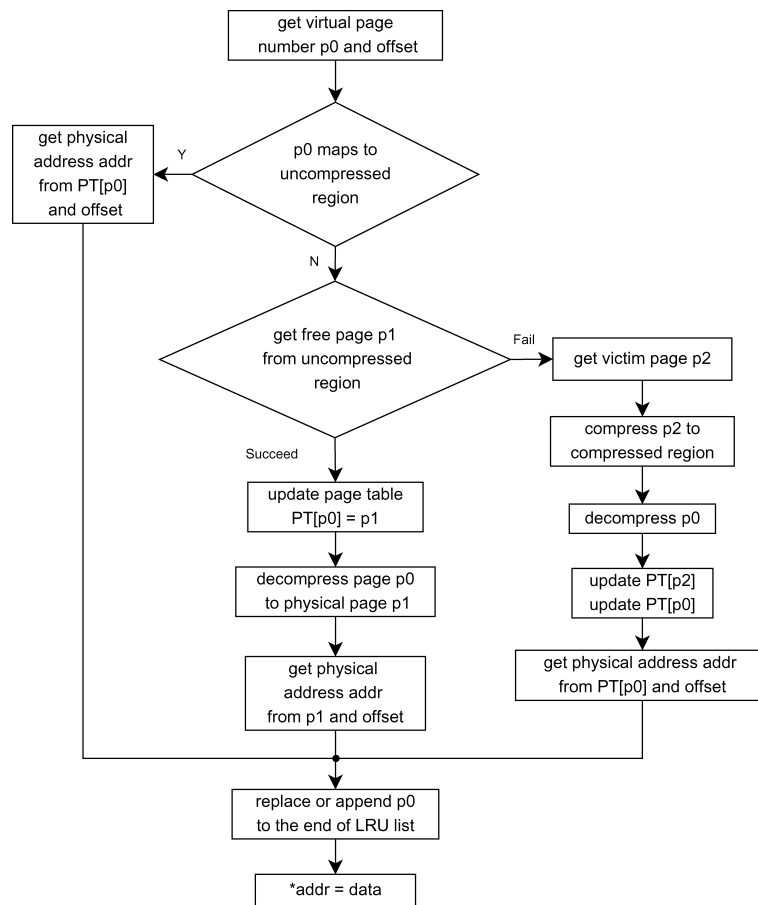 get virtual page
number p0 and offset
get physical
address addr
from PT[p0]
and offset
Y
p0 maps to
uncompressed
region
N
get free page p1
from uncompressed
region
Fail
get victim page p2
compress p2 to
compressed region
Succeed
update page table
PT[p0] = p1
decompress p0
decompress page p0
to physical page p1
update PT[p2]
update PT[p0]
get physical
address addr
from p1 and offset
get physical address addr
from PT[p0] and offset
replace or append p0
to the end of LRU list
*addr = data